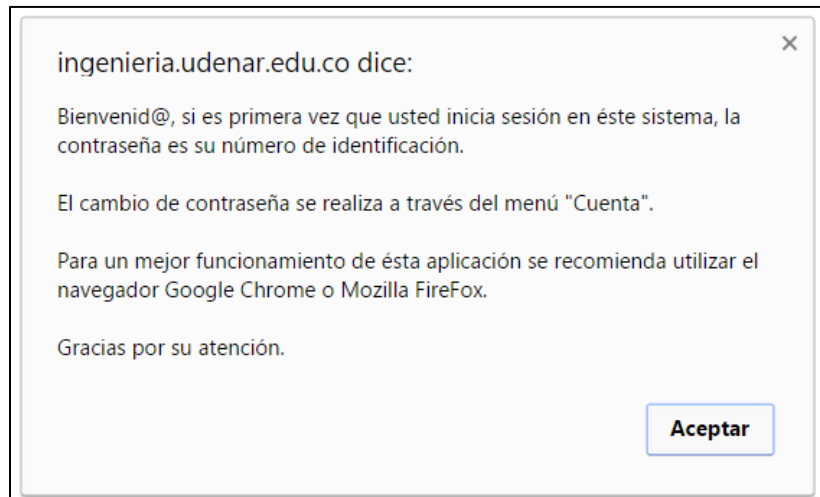 ingenieria.udenar.edu.co dice:
Bienvenid@, si es primera vez que usted inicia sesión en éste sistema, la
contraseña es su número de identificación.
El cambio de contraseña se realiza a través del menú "Cuenta".
Para un mejor funcionamiento de ésta aplicación se recomienda utilizar el
navegador Google Chrome o Mozilla FireFox.
Gracias por su atención.
Aceptar